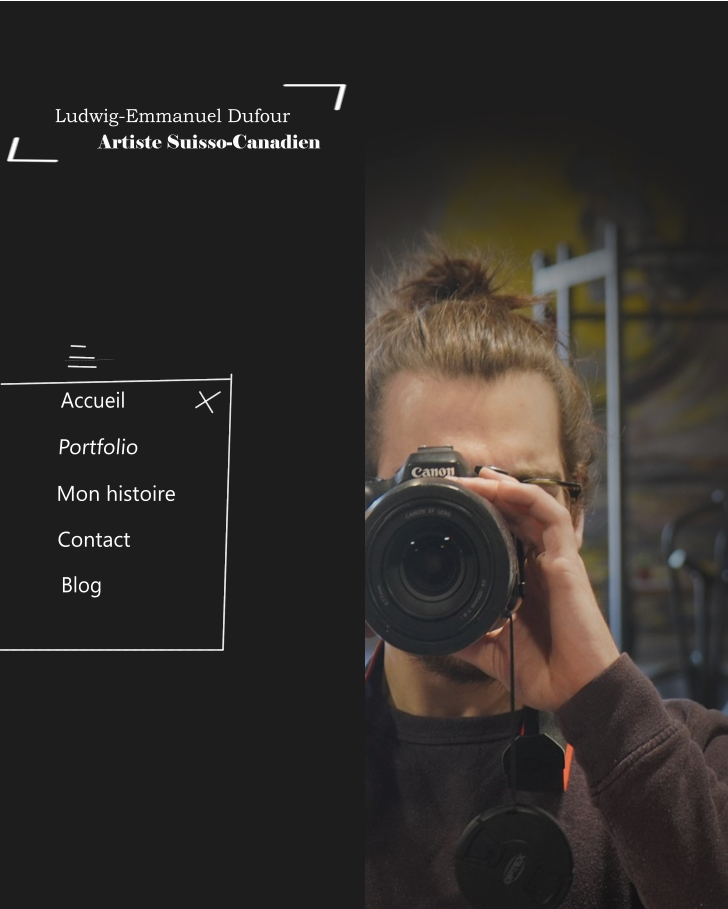 Ludwig-Emmanuel Dufour
Artiste Suisso-Canadien
Accueil
Portfolio
Mon histoire
Contact
Blog
Canon